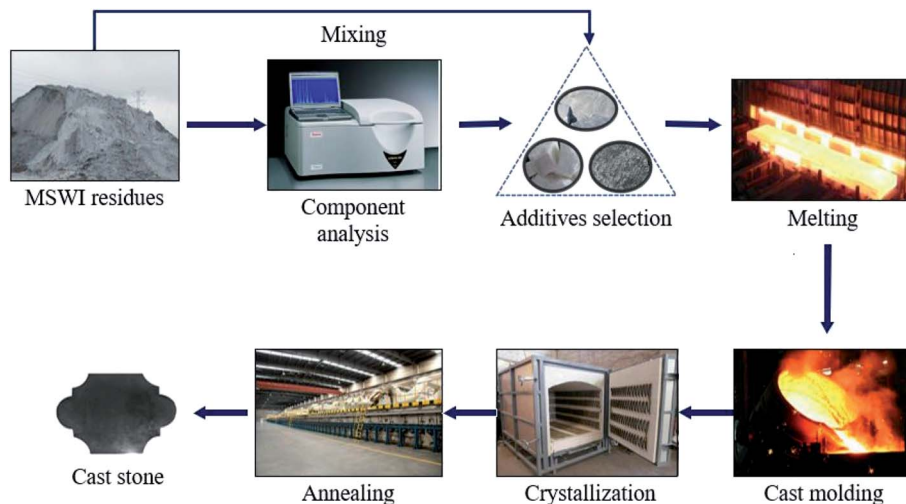 Mixing
MSWI residues
Component
analysis
Additives selection
Melting
Cast stone
Annealing
Crystallization
Cast molding